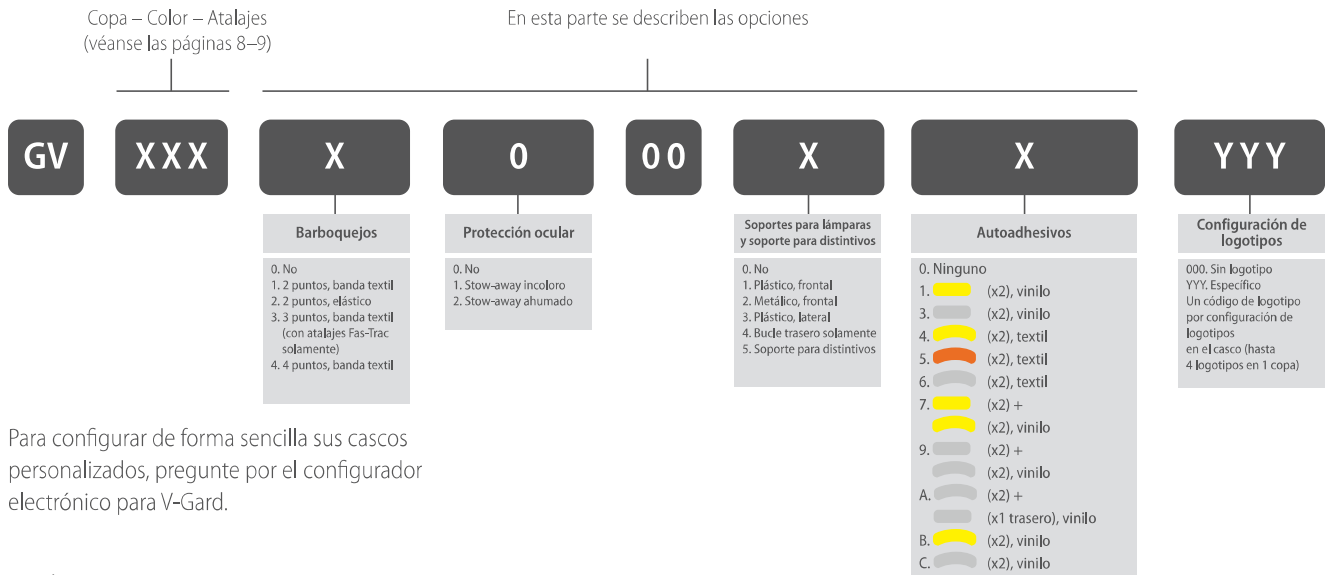 Copa – Color – Atalajes
(véanse las páginas 8–9)
En esta parte se describen las opciones
GV
XXX
X
0
00
X
X
YYY
Barboquejos
0. No
1. 2 puntos, banda textil
2. 2 puntos, elástico
3. 3 puntos, banda textil
(con atalajes Fas-Trac
solamente)
4. 4 puntos, banda textil
Protección ocular
0. No
1. Stow-away incoloro
2. Stow-away ahumado
Soportes para lámparas
y soporte para distintivos
0. No
1. Plástico, frontal
2. Metálico, frontal
3. Plástico, lateral
4. Bucle trasero solamente
5. Soporte para distintivos
Autoadhesivos
0. Ninguno
1. (x2), vinilo
3. (x2), vinilo
4. (x2), textil
5. (x2), textil
6. (x2), textil
7. (x2) +
(x2), vinilo
9. (x2) +
(x2), vinilo
A. (x2) +
(x1 trasero), vinilo
B. (x2), vinilo
C. (x2), vinilo
Configuración de
logotipos
000. Sin logotipo
YYY. Específico
Un código de logotipo
por configuración de
logotipos
en el casco (hasta
4 logotipos en 1 copa)
Para configurar de forma sencilla sus cascos
personalizados, pregunte por el configurador
electrónico para V-Gard.